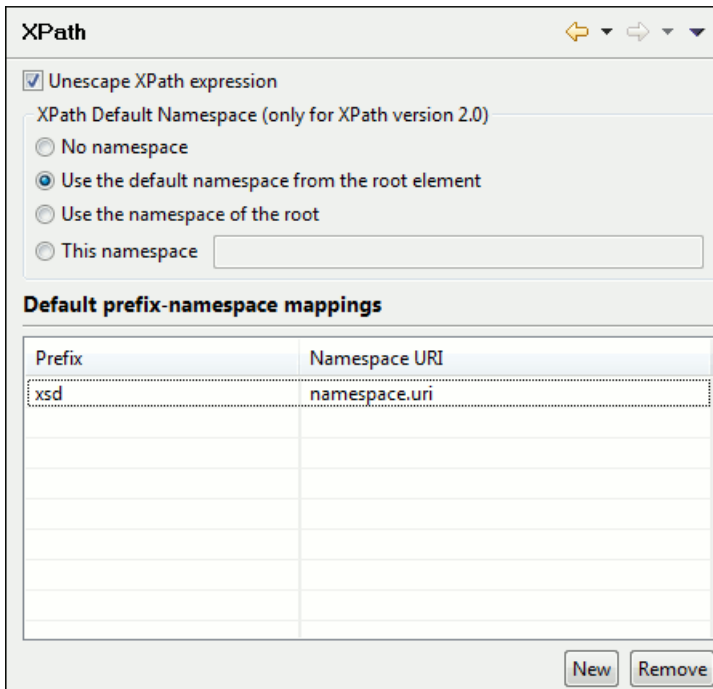 XPath
Unescape XPath expression
XPath Default Namespace (only for XPath version 2.0)
No namespace
Use the default namespace from the root element
Use the namespace of the root
This namespace
Default prefix-namespace mappings
Prefix Namespace URI
xsd namespace.uri
New Remove